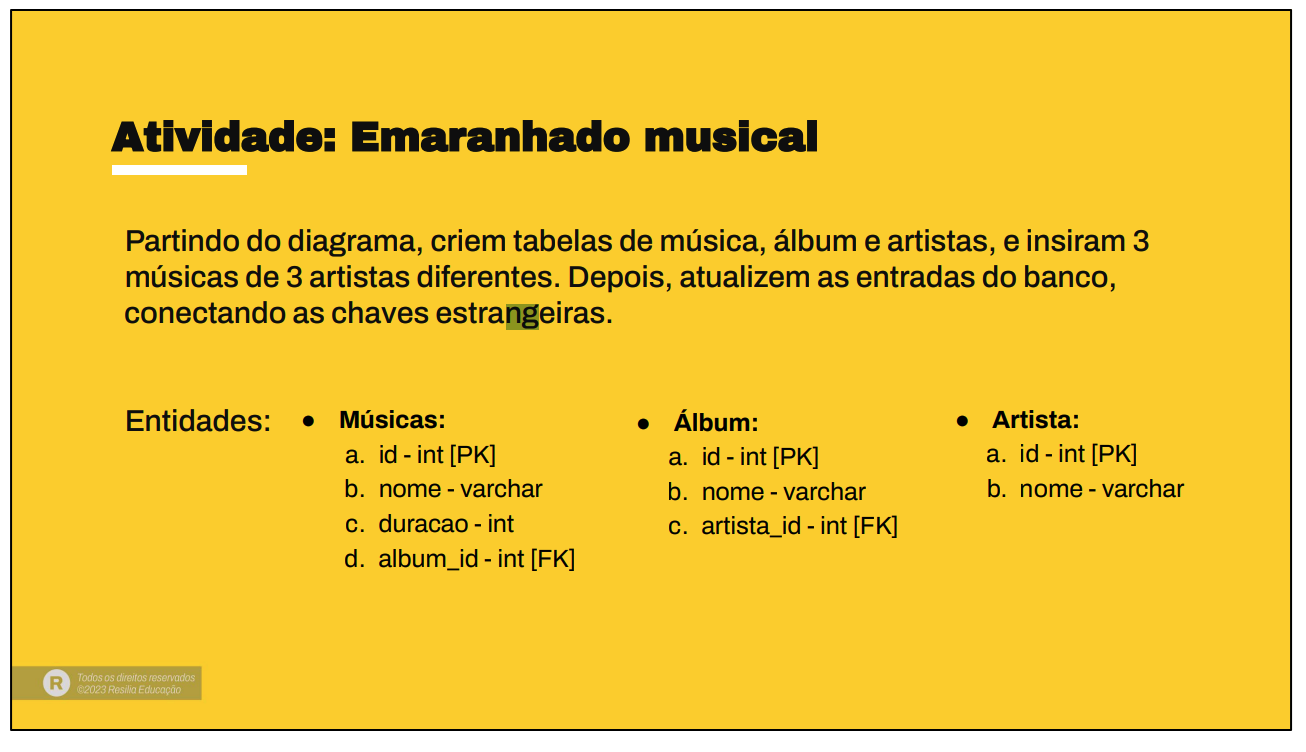 Atividade: Emaranhado musical
Partindo do diagrama, criem tabelas de música, álbum e artistas, e insiram 3
músicas de 3 artistas diferentes. Depois, atualizem as entradas do banco,
conectando as chaves estrangeiras.
Entidades:
● Músicas:
a. id - int [PK]
b. nome - varchar
c. duracao - int
d. album_id - int [FK]
● Álbum:
a. id - int [PK]
b. nome - varchar
c. artista_id - int [FK]
● Artista:
a. id - int [PK]
b. nome - varchar
R
Todos os direitos reservados
©2023 Resilia Educação